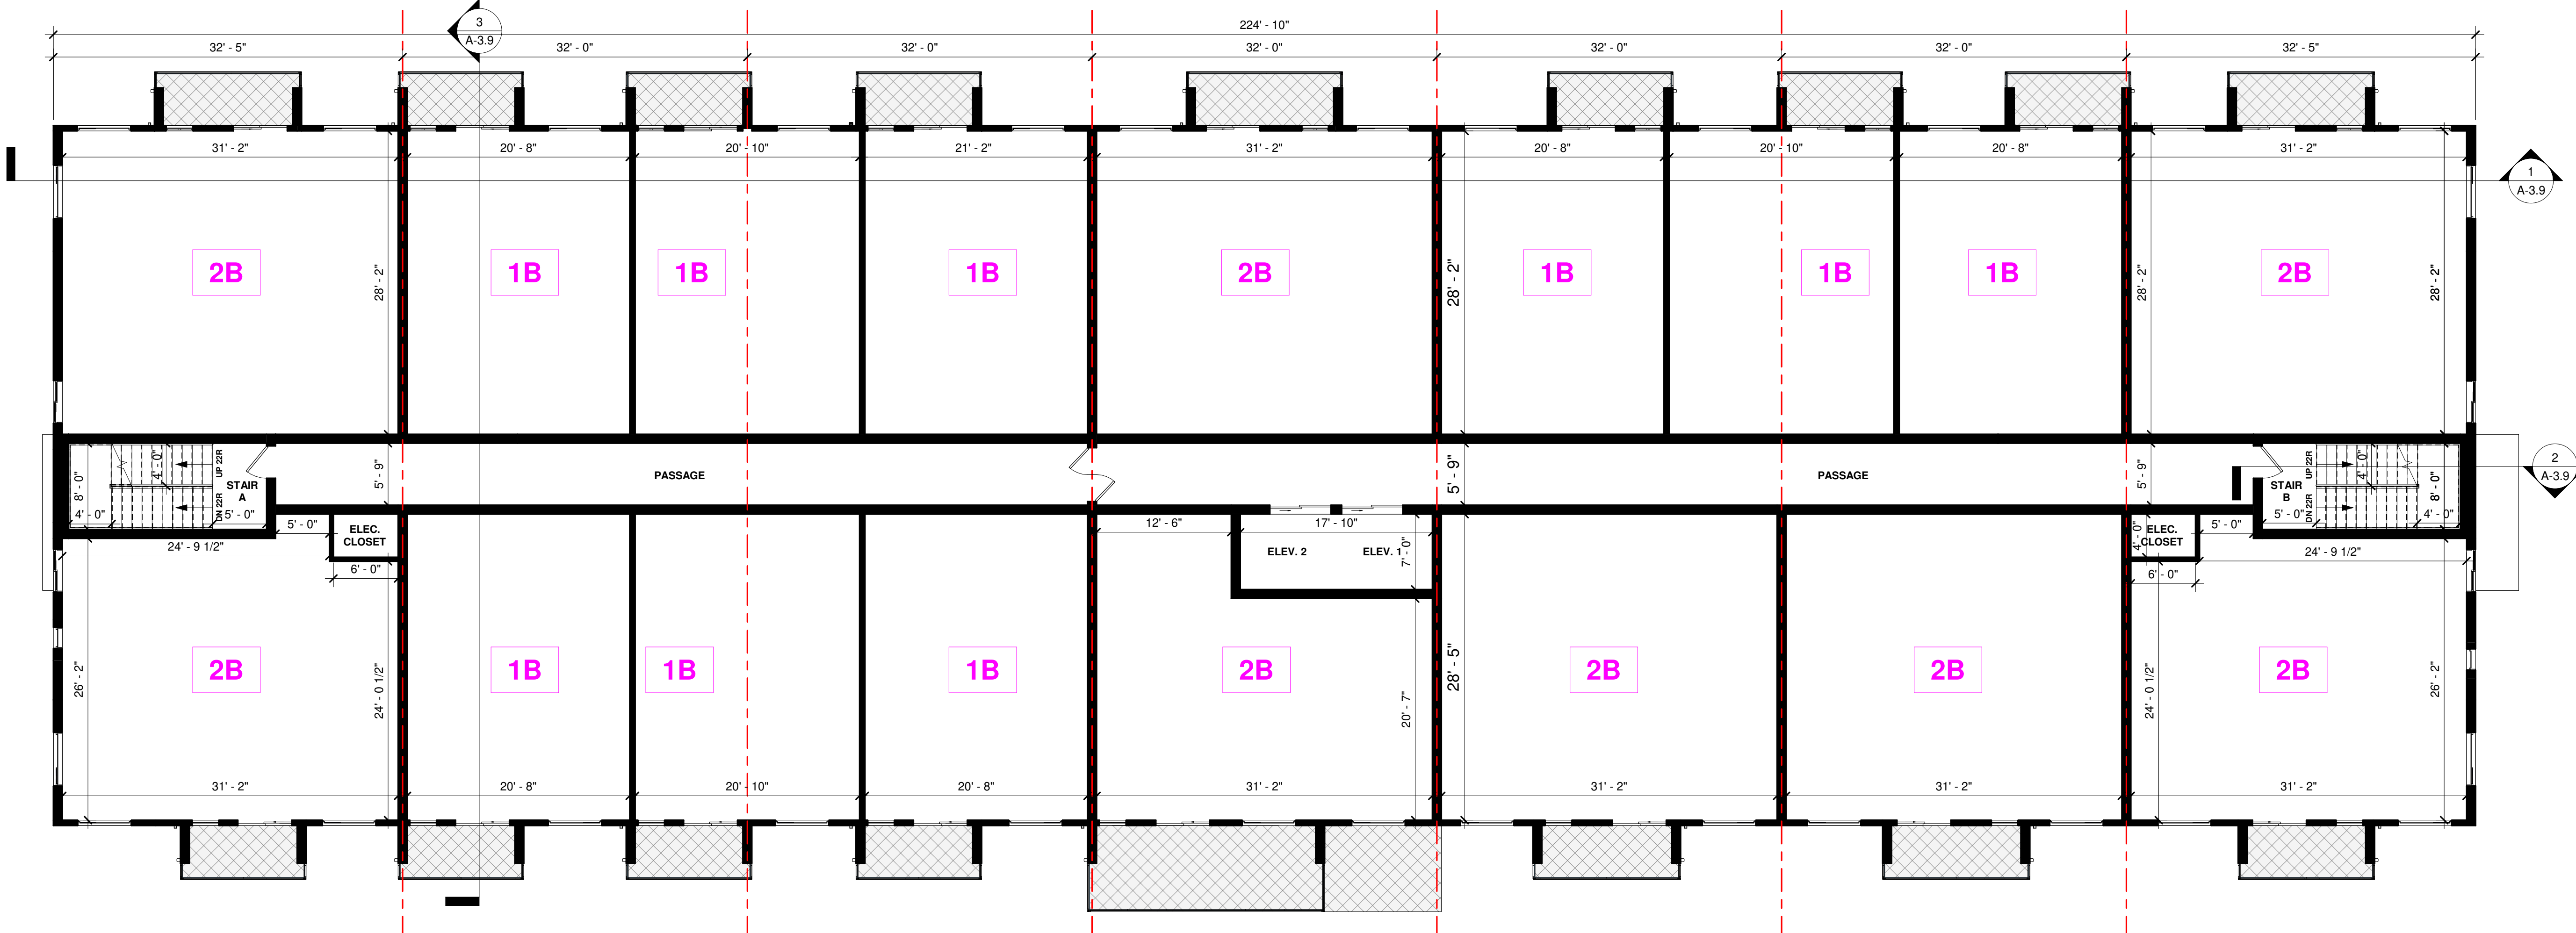 3
A-3.9
224' - 10"
32' - 5"
32' - 0"
32' - 0"
32' - 0"
32' - 0"
32' - 0"
32' - 5"
31' - 2"
20' - 8"
20' - 10"
21' - 2"
31' - 2"
20' - 8"
20' - 10"
20' - 8"
31' - 2"
1
A-3.9
2B
1B
1B
1B
2B
1B
1B
1B
2B
28' - 2"
28' - 2"
28' - 2"
28' - 2"
8' - 0"
4' - 0"
UP 22R
DN 22R
STAIR
A
4' - 0"
5' - 0"
5' - 9"
PASSAGE
5' - 9"
PASSAGE
5' - 9"
STAIR
B
UP 22R
DN 22R
4' - 0"
8' - 0"
5' - 0"
4' - 0"
2
A-3.9
24' - 9 1/2"
5' - 0"
ELEC.
CLOSET
6' - 0"
12' - 6"
17' - 10"
ELEV. 2
ELEV. 1
7' - 0"
4' - 0"
ELEC.
CLOSET
5' - 0"
24' - 9 1/2"
6' - 0"
2B
1B
1B
1B
2B
2B
2B
2B
26' - 2"
24' - 0 1/2"
20' - 7"
28' - 5"
24' - 0 1/2"
26' - 2"
31' - 2"
20' - 8"
20' - 10"
20' - 8"
31' - 2"
31' - 2"
31' - 2"
31' - 2"